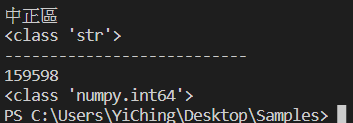 中正區
<class 'str'>
---------------------------
159598
<class 'numpy.int64'>
PS C:\Users\YiChing\Desktop\Samples>